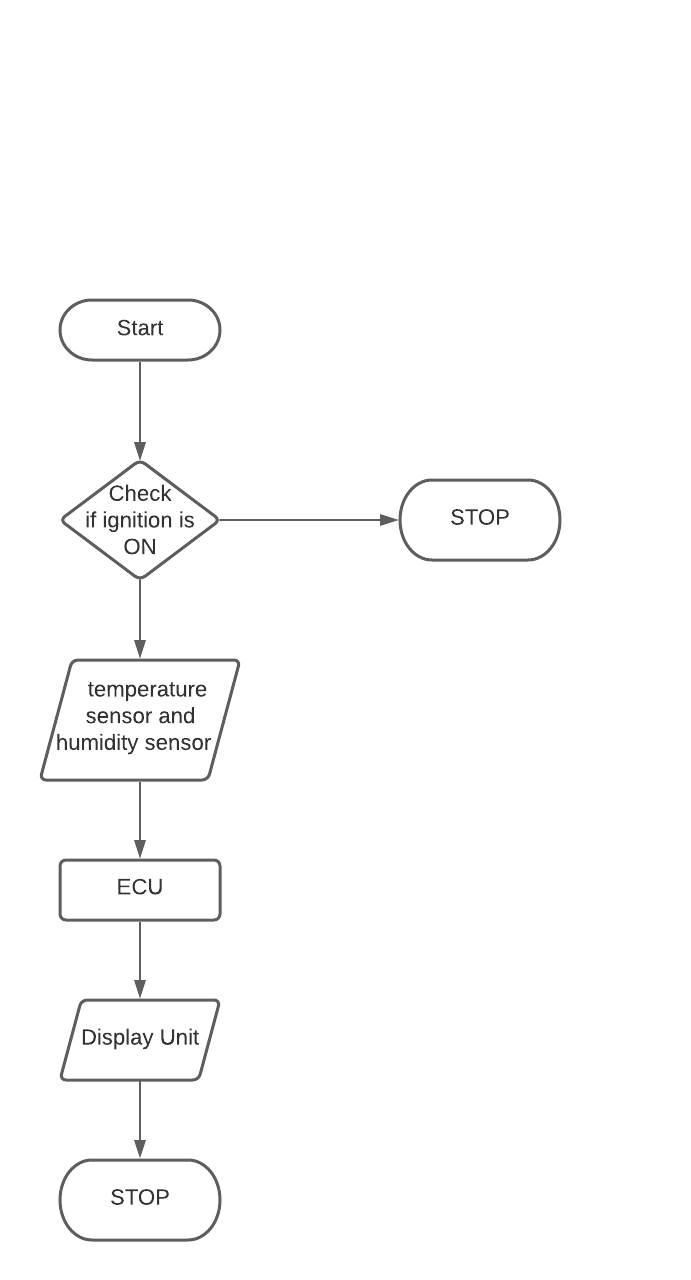 Start
Check
if ignition is
ON
STOP
temperature
sensor and
humidity sensor
ECU
Display Unit
STOP